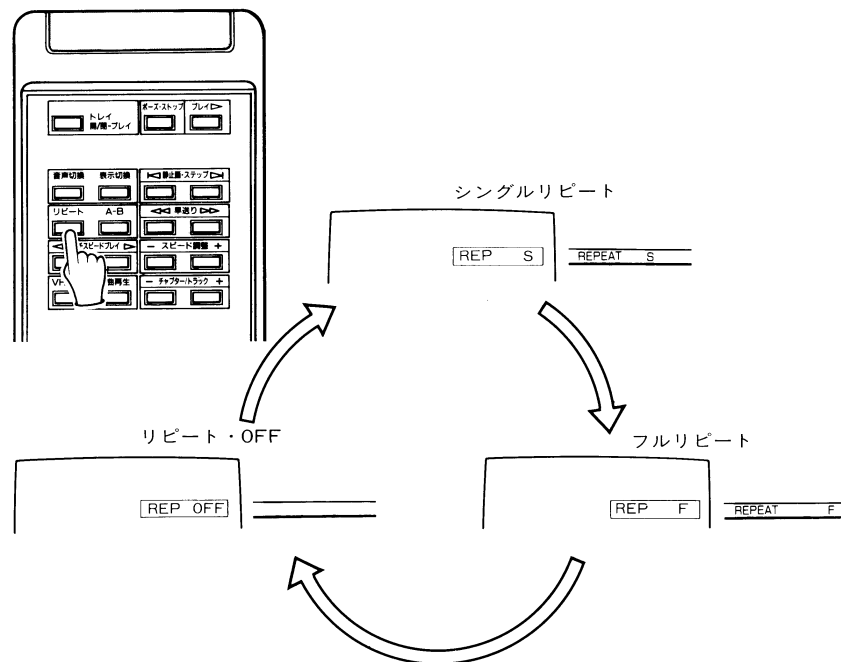 トレイ
開/閉・プレイ
ポーズ・ストップ プレイ▷
音声切換 表示切換 静止画・ステップ
リピート A-B ◁◁ 早送り ▷▷
スピードプレイ ▷ − スピード調整 +
− チャプター/トラック +
シングルリピート
REP S REPEAT S
リピート・OFF フルリピート
REP OFF REP F REPEAT F